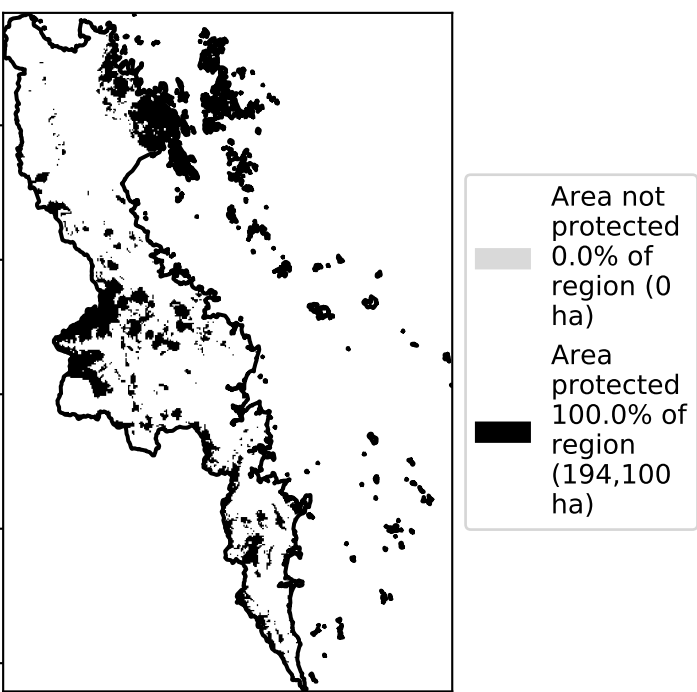 Area not
protected
0.0% of
region (0
ha)
Area
protected
100.0% of
region
(194,100
ha)